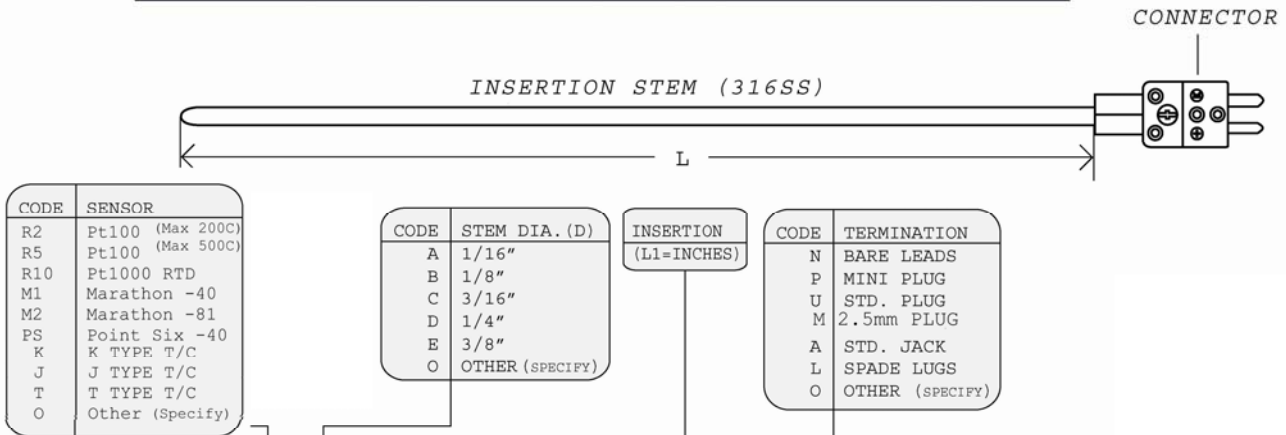 CONNECTOR
INSERTION STEM (316SS)
L
CODE SENSOR
R2 Pt100 (Max 200C)
R5 Pt100 (Max 500C)
R10 Pt1000 RTD
M1 Marathon -40
M2 Marathon -81
PS Point Six -40
K K TYPE T/C
J J TYPE T/C
T T TYPE T/C
O Other (Specify)
CODE STEM DIA.(D)
A 1/16"
B 1/8"
C 3/16"
D 1/4"
E 3/8"
O OTHER (SPECIFY)
INSERTION
(L1=INCHES)
CODE TERMINATION
N BARE LEADS
P MINI PLUG
U STD. PLUG
M 2.5mm PLUG
A STD. JACK
L SPADE LUGS
O OTHER (SPECIFY)